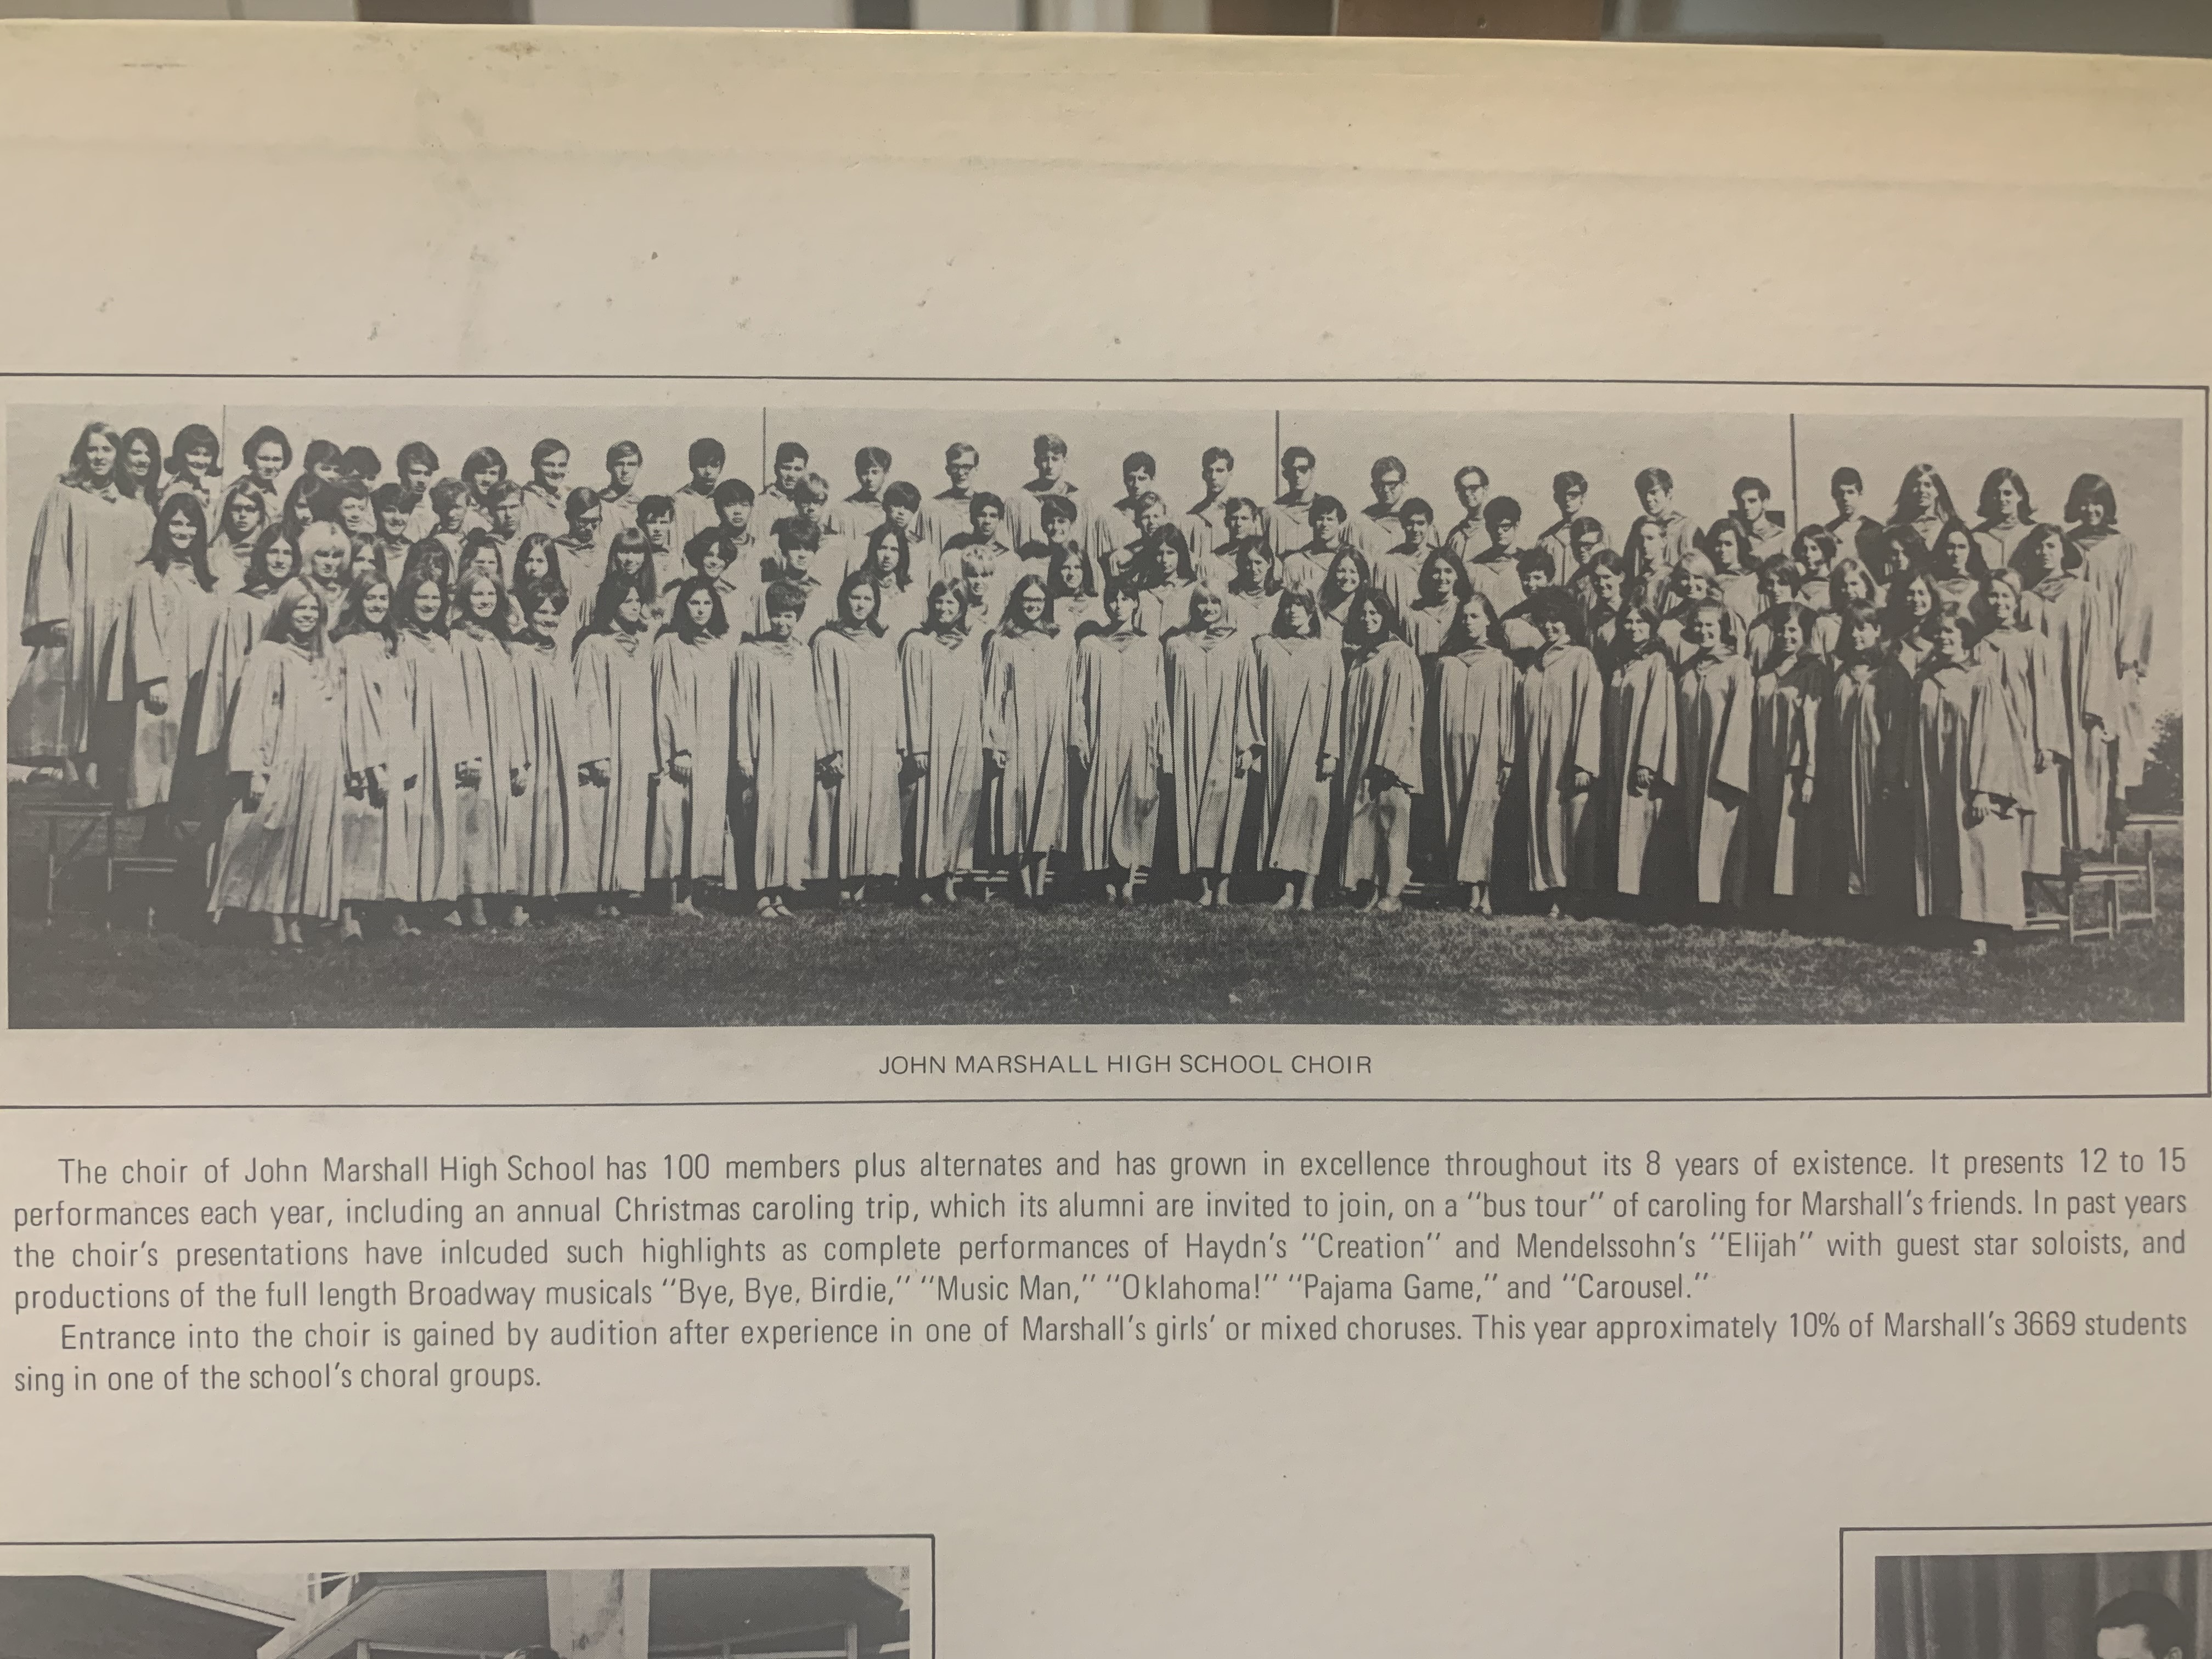 JOHN MARSHALL HIGH SCHOOL CHOIR
The choir of John Marshall High School has 100 members plus alternates and has grown in excellence throughout its 8 years of existence. It presents 12 to 15
performances each year, including an annual Christmas caroling trip, which its alumni are invited to join, on a "bus tour" of caroling for Marshall's friends. In past years
the choir's presentations have inlcuded such highlights as complete performances of Haydn's "Creation" and Mendelssohn's "Elijah" with guest star soloists, and
productions of the full length Broadway musicals "Bye, Bye, Birdie," "Music Man," "Oklahoma!" "Pajama Game," and "Carousel."
Entrance into the choir is gained by audition after experience in one of Marshall's girls' or mixed choruses. This year approximately 10% of Marshall's 3669 students
sing in one of the school's choral groups.